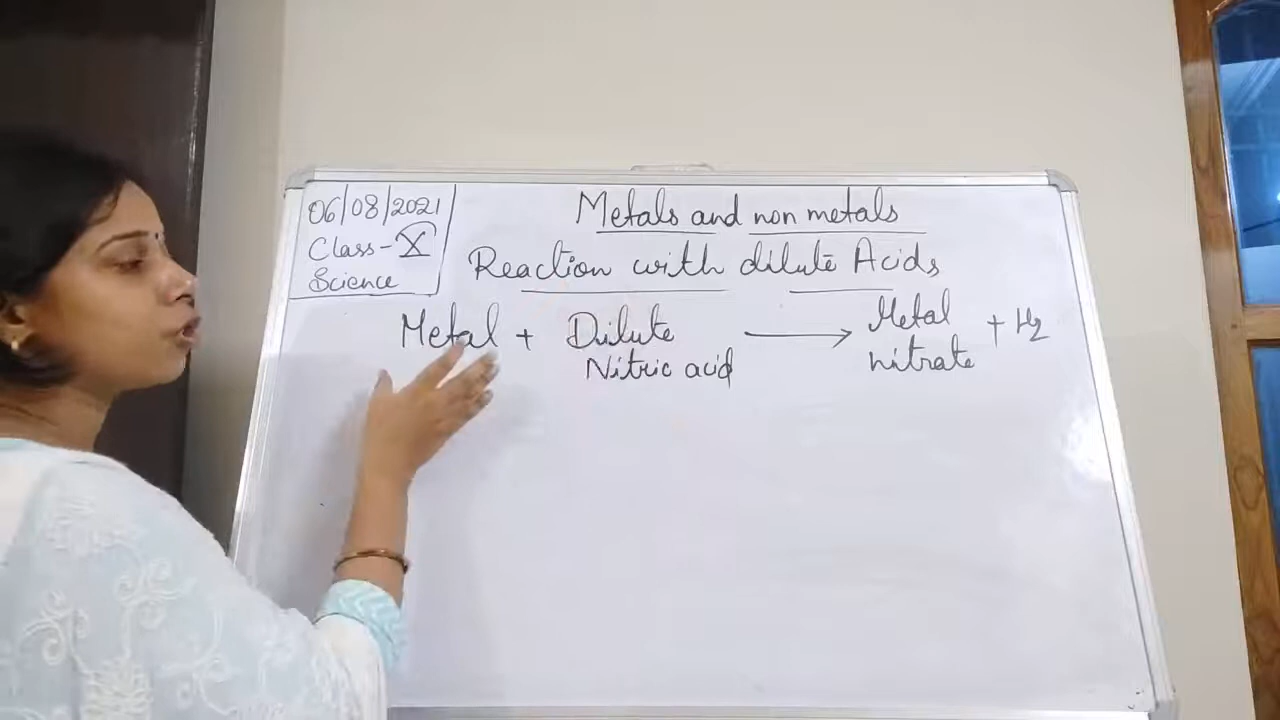 06/08/2021
Class-X
Science
Metals and non metals
Reaction with dilute Acids
Metal + Dilute Nitric acid ⟶ Metal nitrate + H2